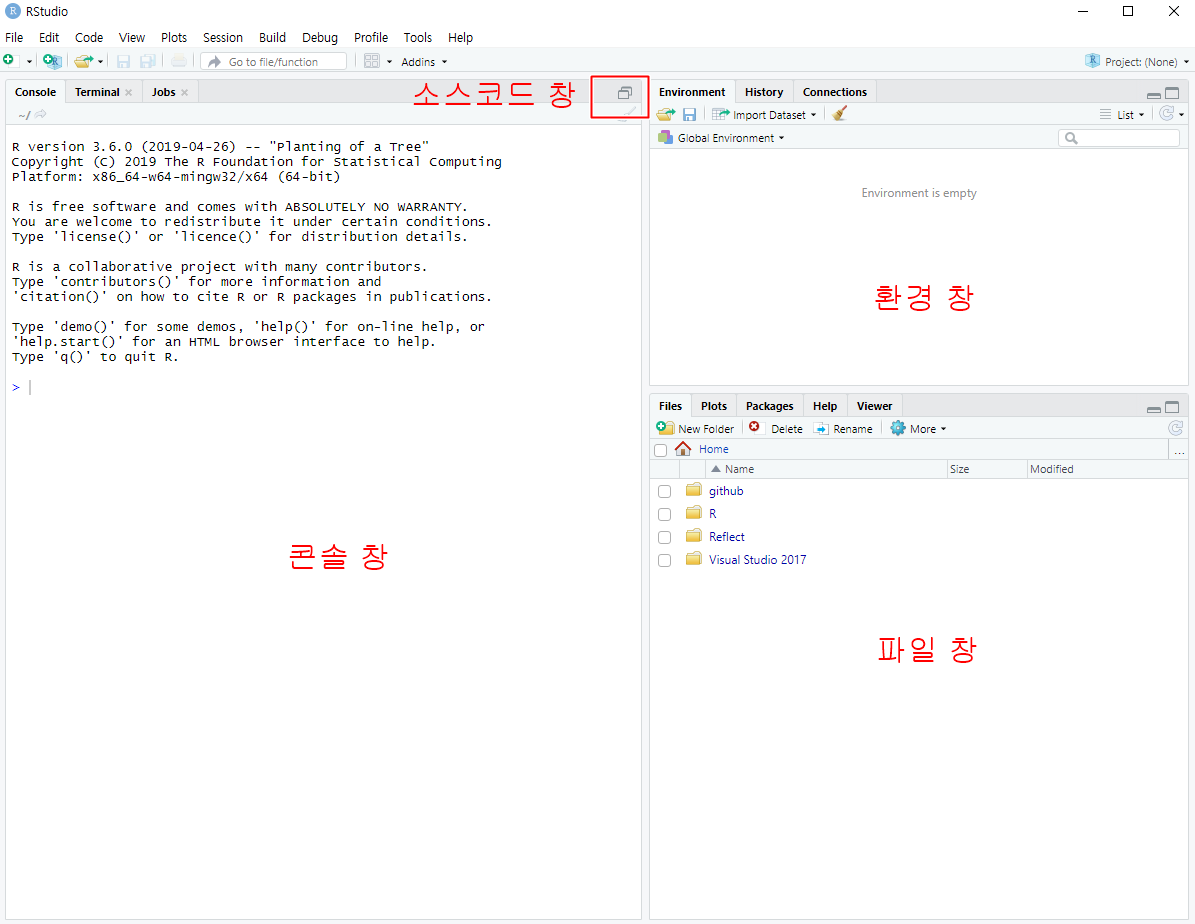 RStudio
File Edit Code View Plots Session Build Debug Profile Tools Help
Go to file/function Addins Project: (None)
Console Terminal Jobs 소스코드 창
~/
R version 3.6.0 (2019-04-26) -- "Planting of a Tree"
Copyright (C) 2019 The R Foundation for Statistical Computing
Platform: x86_64-w64-mingw32/x64 (64-bit)
R is free software and comes with ABSOLUTELY NO WARRANTY.
You are welcome to redistribute it under certain conditions.
Type 'license()' or 'licence()' for distribution details.
R is a collaborative project with many contributors.
Type 'contributors()' for more information and
'citation()' on how to cite R or R packages in publications.
Type 'demo()' for some demos, 'help()' for on-line help, or
'help.start()' for an HTML browser interface to help.
Type 'q()' to quit R.
>
콘솔 창
Environment History Connections
Import Dataset List
Global Environment
Environment is empty
환경 창
Files Plots Packages Help Viewer
New Folder Delete Rename More
Home ...
Name Size Modified
github
R
Reflect
Visual Studio 2017
파일 창